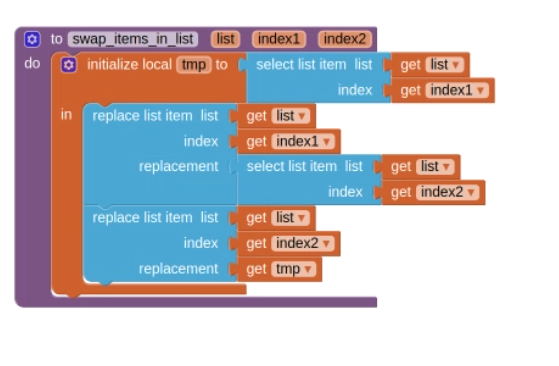 to swap_items_in_list list index1 index2
do initialize local tmp to select list item list get list
index get index1
in replace list item list get list
index get index1
replacement select list item list get list
index get index2
replace list item list get list
index get index2
replacement get tmp